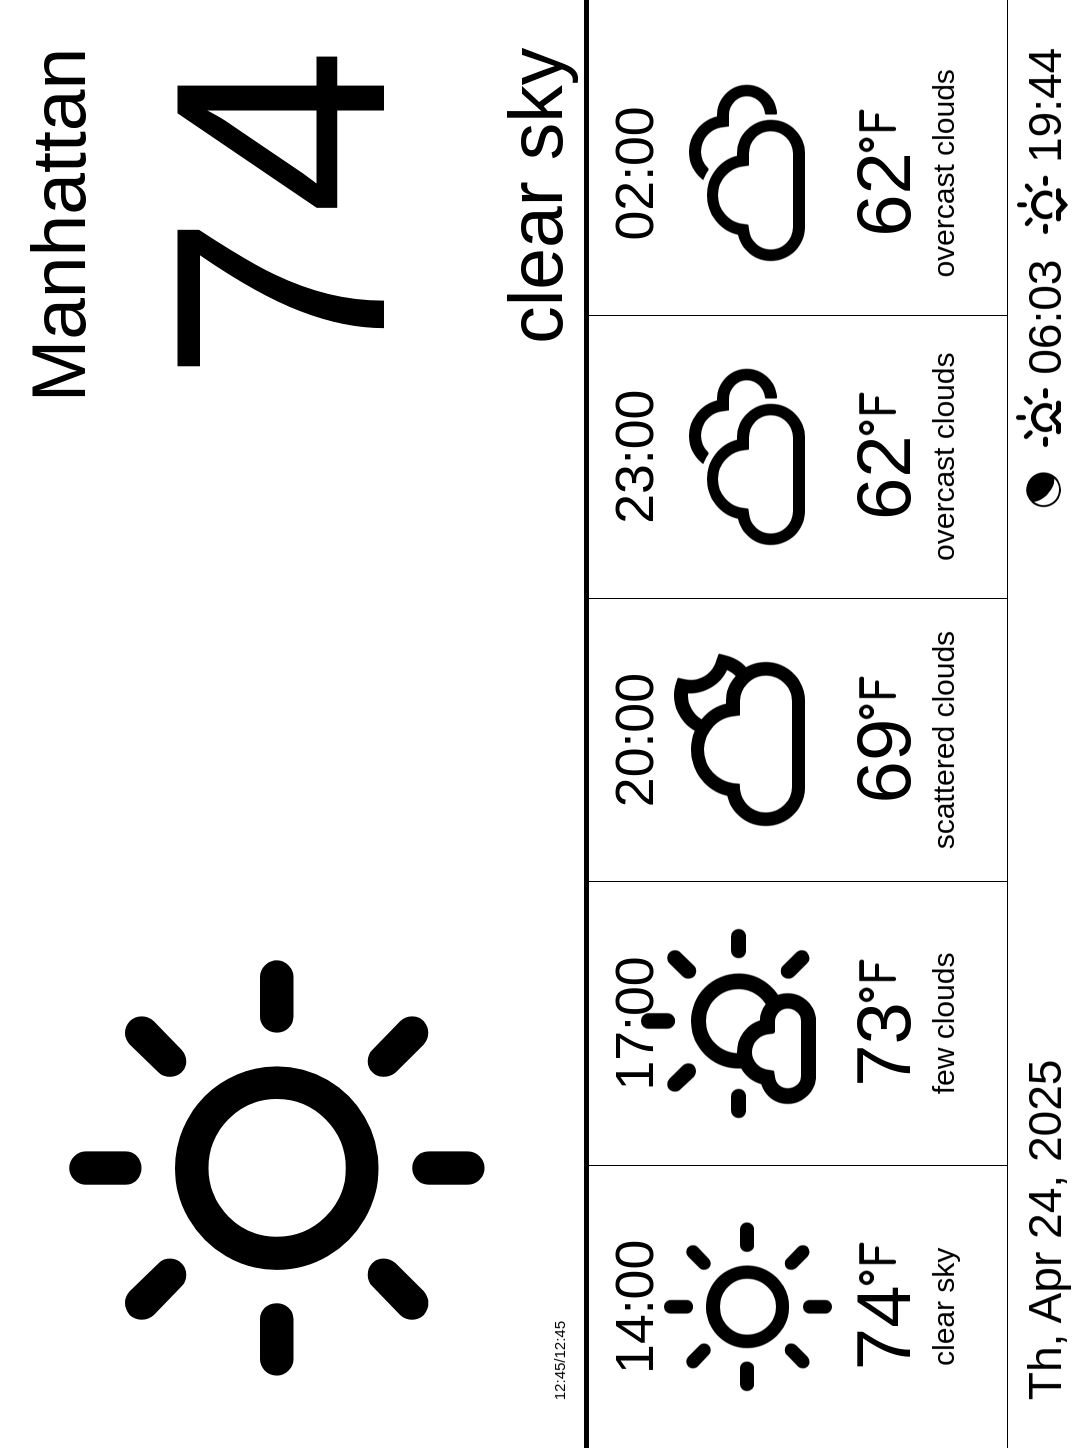 Manhattan
74
clear sky
12:45/12:45
14:00
74°F
clear sky
17:00
73°F
few clouds
20:00
69°F
scattered clouds
23:00
62°F
overcast clouds
02:00
62°F
overcast clouds
Th, Apr 24, 2025
06:03
19:44